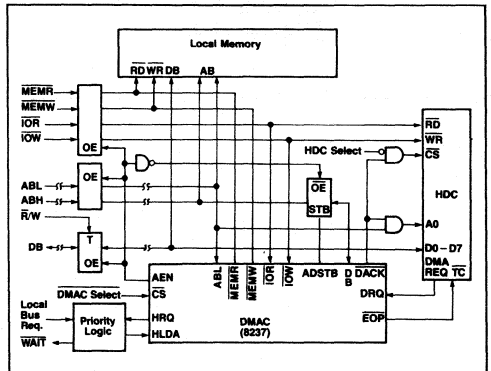 Local Memory
RD WR DB AB
MEMR
MEMW
IOR
IOW
OE
RD
WR
HDC Select
CS
HDC
OE
ABL
ABH
OE
STB
A0
R/W
T
DB
OE
D0 – D7
DMA
REQ TC
AEN
ABL
MEMR
MEMW
IOR
IOW
ADSTB
DB
DACK
DMAC Select
CS
DRQ
Local
Bus
Req.
Priority
Logic
HRQ
HLDA
DMAC
(8237)
EOP
WAIT